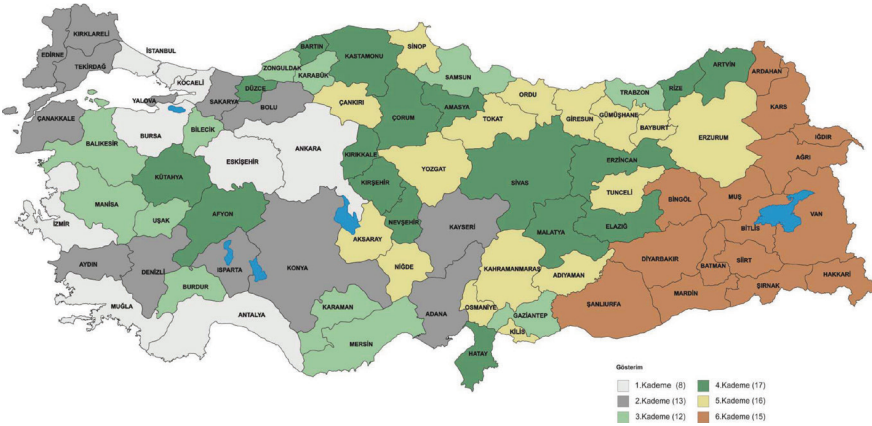 KIRKLARELİ
EDİRNE
TEKİRDAĞ
İSTANBUL
KOCAELİ
YALOVA
SAKARYA
DÜZCE
BOLU
ZONGULDAK
BARTIN
KARABÜK
KASTAMONU
SİNOP
SAMSUN
ÇANKIRI
ÇORUM
AMASYA
ORDU
TOKAT
GİRESUN
GÜMÜŞHANE
TRABZON
BAYBURT
RİZE
ARTVİN
ARDAHAN
KARS
IĞDIR
AĞRI
ERZURUM
ÇANAKKALE
BALIKESİR
BURSA
BİLECİK
ESKİŞEHİR
ANKARA
KIRIKKALE
KIRŞEHİR
YOZGAT
SİVAS
ERZİNCAN
TUNCELİ
BİNGÖL
MUŞ
BİTLİS
VAN
KÜTAHYA
MANİSA
UŞAK
AFYON
İZMİR
AYDIN
DENİZLİ
ISPARTA
BURDUR
KONYA
AKSARAY
NEVŞEHİR
KAYSERİ
NİĞDE
MALATYA
ELAZIĞ
KAHRAMANMARAŞ
ADIYAMAN
DİYARBAKIR
BATMAN
SİİRT
ŞIRNAK
HAKKARİ
MARDİN
ŞANLIURFA
MUĞLA
ANTALYA
KARAMAN
MERSİN
ADANA
OSMANİYE
GAZİANTEP
KİLİS
HATAY
Gösterim
1.Kademe (8)
2.Kademe (13)
3.Kademe (12)
4.Kademe (17)
5.Kademe (16)
6.Kademe (15)